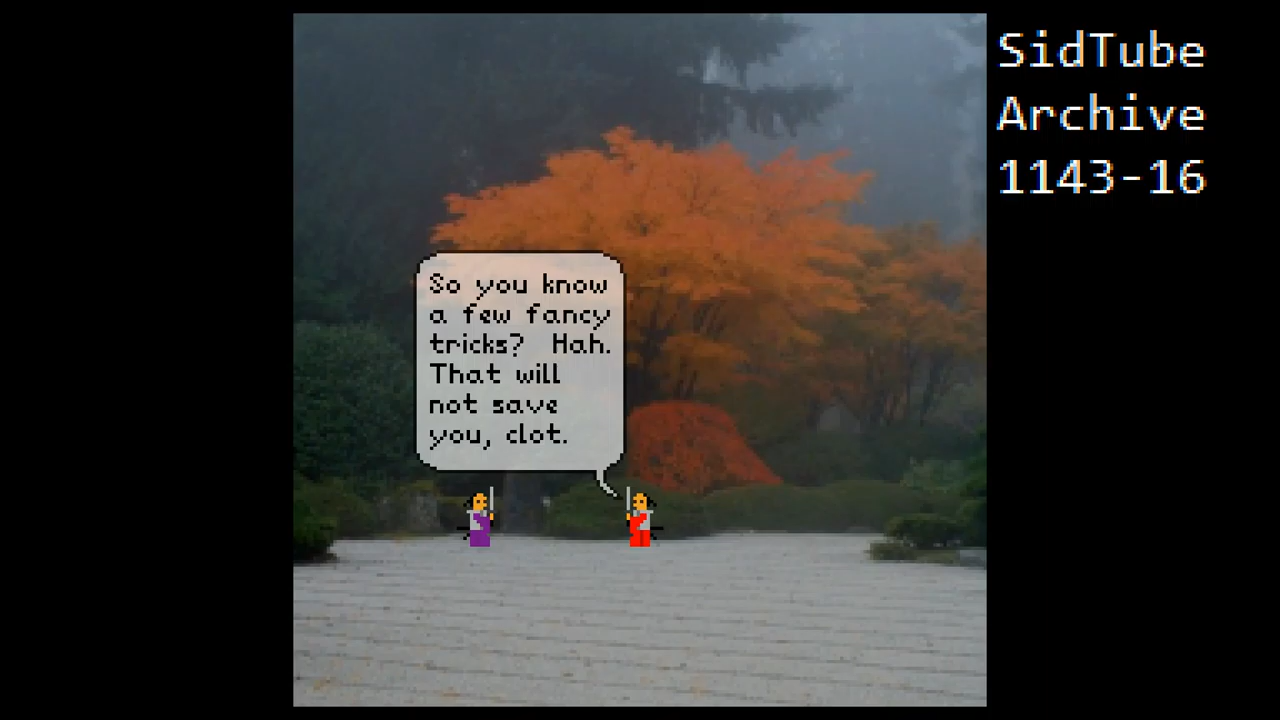 So you know
a few fancy
tricks?  Hah.
That will
not save
you, clot.
SidTube
Archive
1143-16